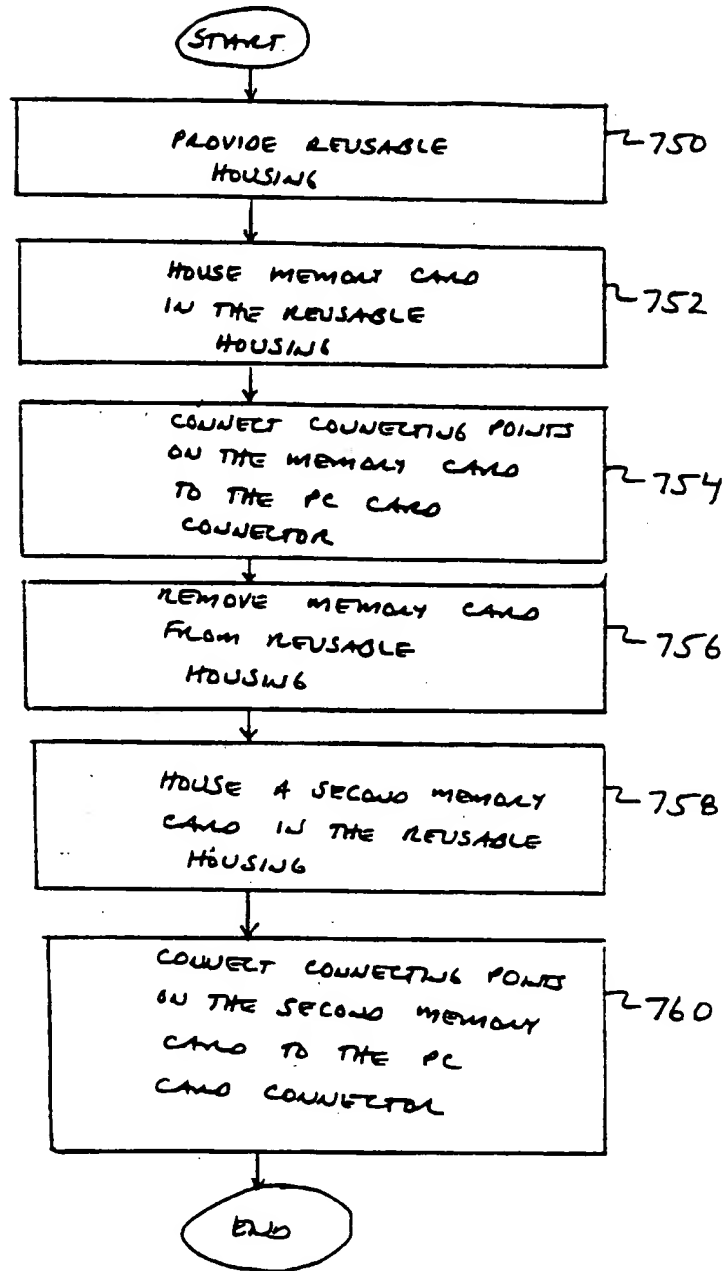 START
PROVIDE REUSABLE
HOUSING
750
HOUSE MEMORY CARD
IN THE REUSABLE
HOUSING
752
CONNECT CONNECTING POINTS
ON THE MEMORY CARD
TO THE PC CARD
CONNECTOR
754
REMOVE MEMORY CARD
FROM REUSABLE
HOUSING
756
HOUSE A SECOND MEMORY
CARD IN THE REUSABLE
HOUSING
758
CONNECT CONNECTING POINTS
ON THE SECOND MEMORY
CARD TO THE PC
CARD CONNECTOR
760
END